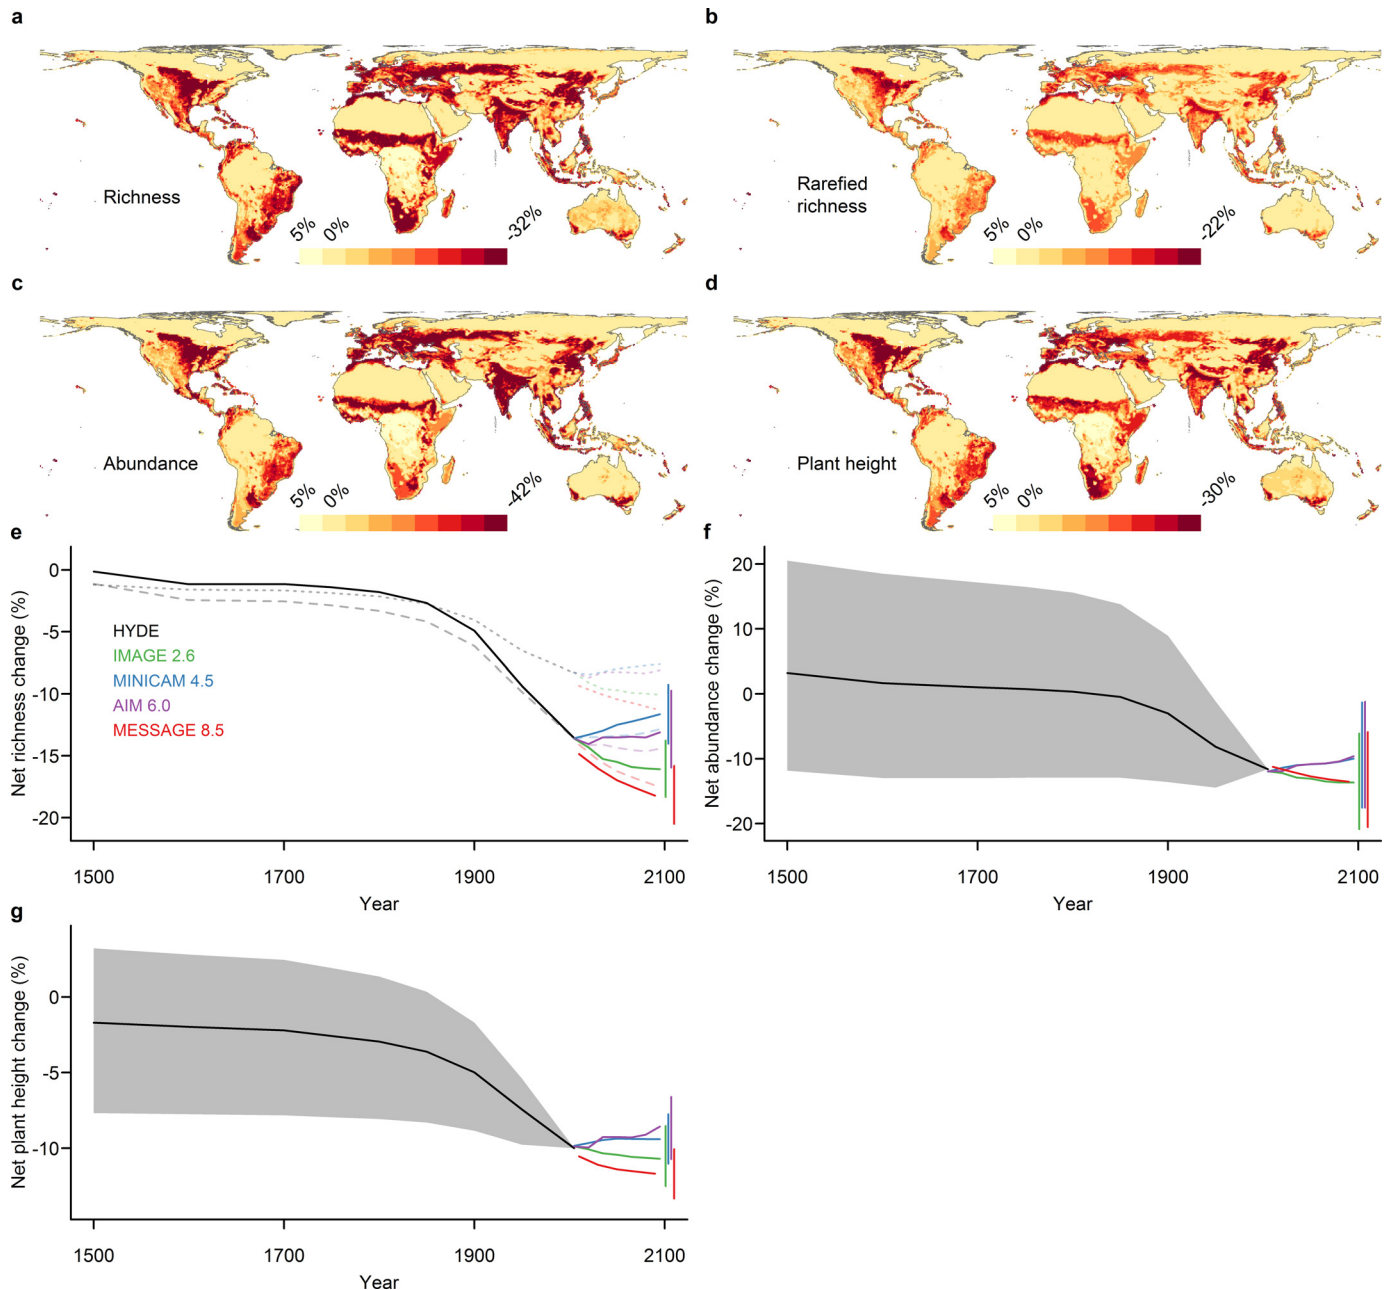 a
b
Richness
5%
0%
-32%
Rarefied
richness
5%
0%
-22%
c
d
Abundance
5%
0%
-42%
Plant height
5%
0%
-30%
e
Net richness change (%)
0
-5
-10
-15
-20
HYDE
IMAGE 2.6
MINICAM 4.5
AIM 6.0
MESSAGE 8.5
1500
1700
1900
2100
Year
f
Net abundance change (%)
20
10
0
-10
-20
1500
1700
1900
2100
Year
g
Net plant height change (%)
0
-5
-10
1500
1700
1900
2100
Year